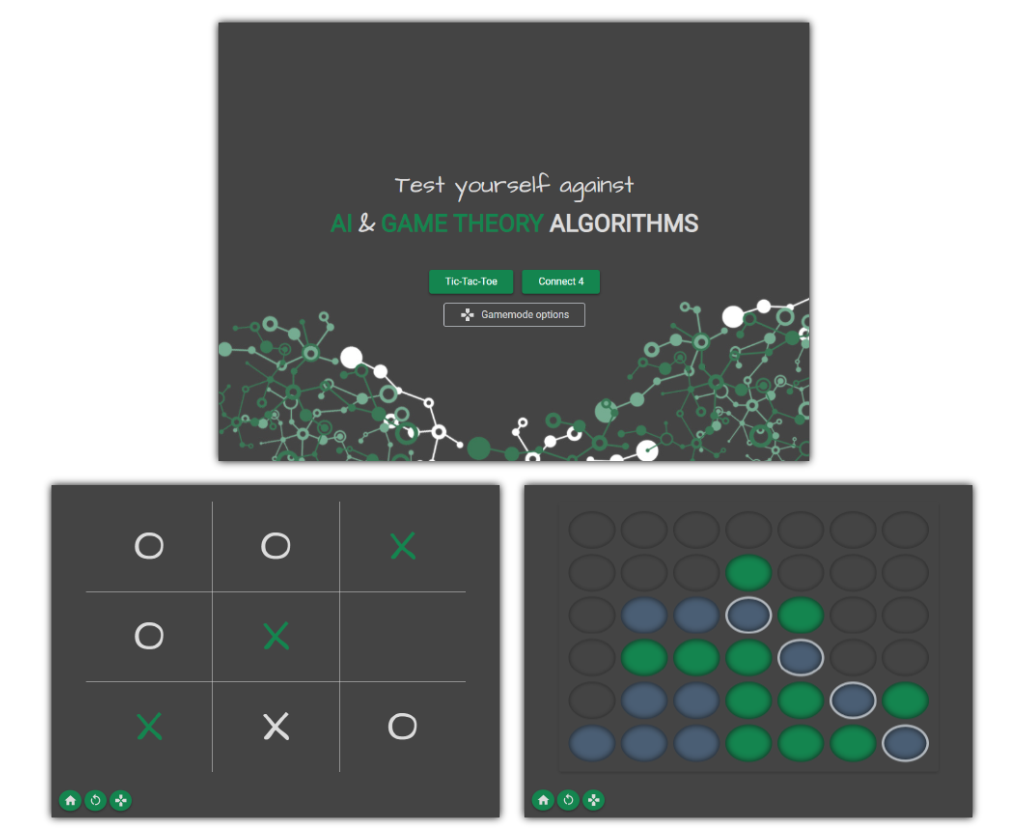 Test yourself against
AI & GAME THEORY ALGORITHMS
Tic-Tac-Toe Connect 4
Gamemode options
O O X
O X
X X O